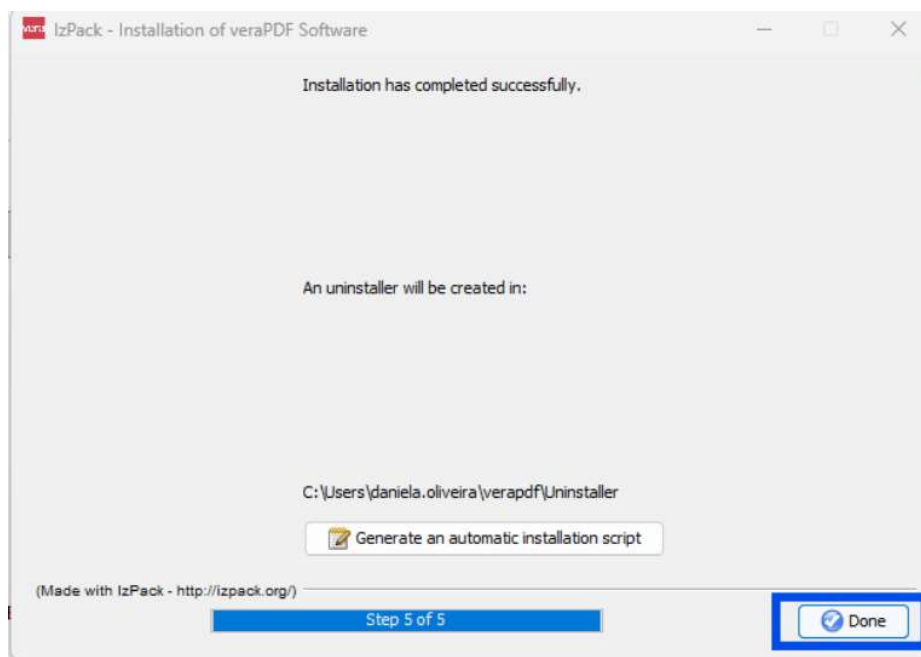 vera IzPack - Installation of veraPDF Software
Installation has completed successfully.
An uninstaller will be created in:
C:\Users\daniela.oliveira\verapdf\Uninstaller
Generate an automatic installation script
(Made with IzPack - http://izpack.org/)
Step 5 of 5
Done